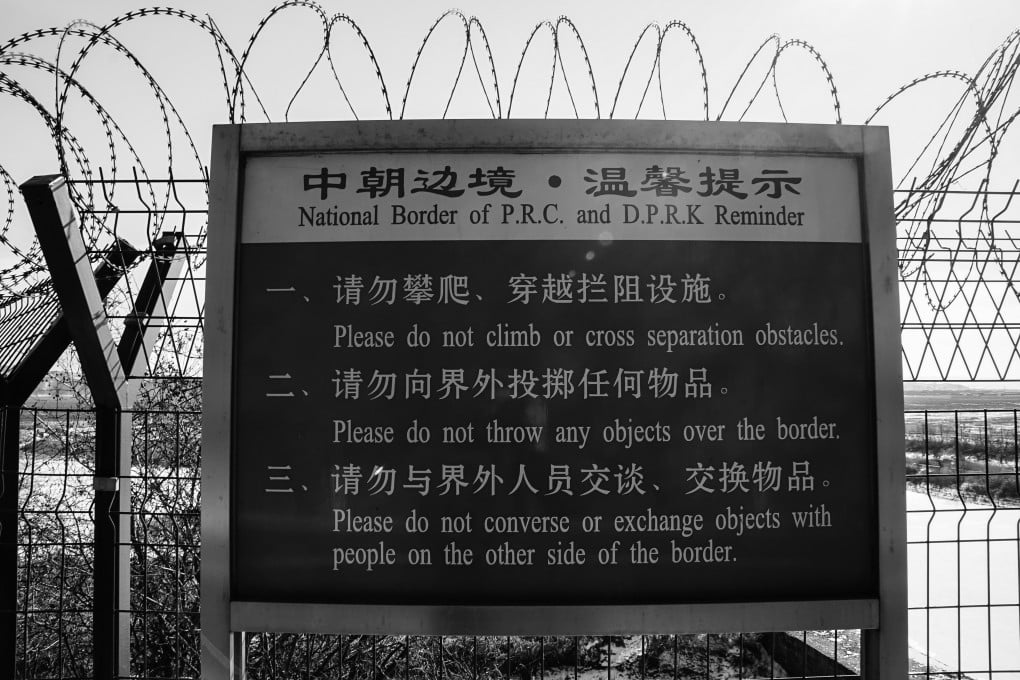 中朝边境·温馨提示
National Border of P.R.C. and D.P.R.K Reminder
一、请勿攀爬、穿越拦阻设施。
Please do not climb or cross separation obstacles.
二、请勿向界外投掷任何物品。
Please do not throw any objects over the border.
三、请勿与界外人员交谈、交换物品。
Please do not converse or exchange objects with
people on the other side of the border.